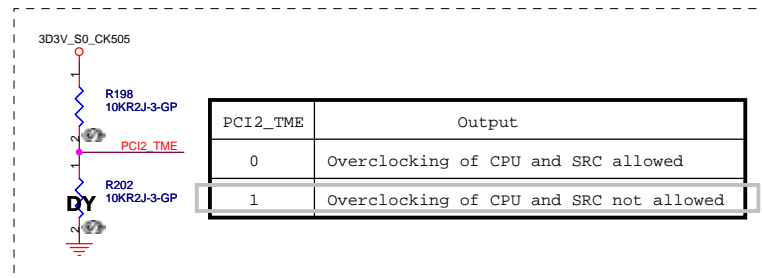 3D3V_S0_CK505
1
R198
10KR2J-3-GP
2
PCI2_TME
1
R202
10KR2J-3-GP
DY
2
PCI2_TME Output
0 Overclocking of CPU and SRC allowed
1 Overclocking of CPU and SRC not allowed